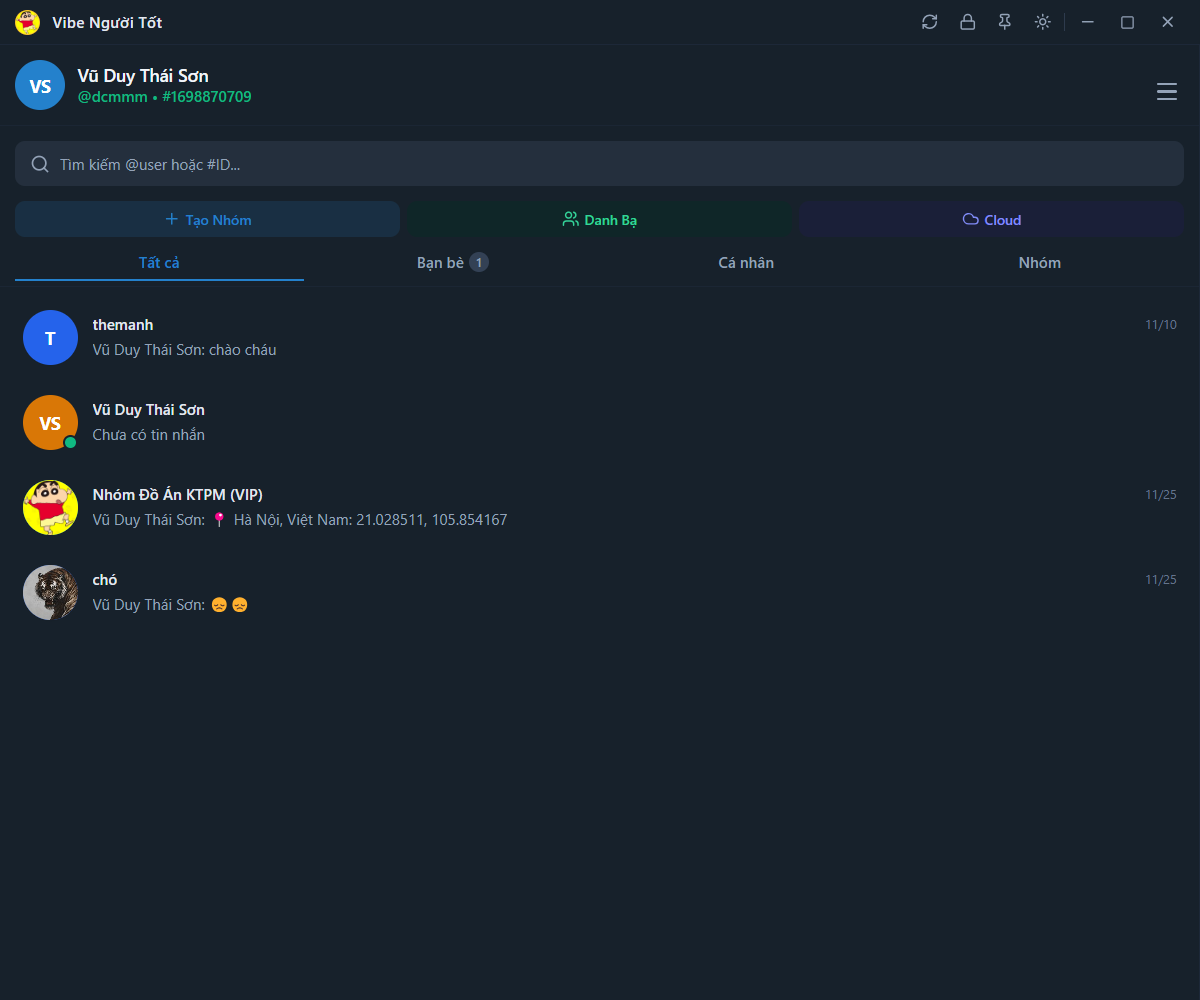 Vibe Người Tốt
VS
Vũ Duy Thái Sơn
@dcmmm • #1698870709
Tìm kiếm @user hoặc #ID...
+ Tạo Nhóm
Danh Bạ
Cloud
Tất cả
Bạn bè 1
Cá nhân
Nhóm
T
themanh
11/10
Vũ Duy Thái Sơn: chào cháu
VS
Vũ Duy Thái Sơn
Chưa có tin nhắn
Nhóm Đồ Án KTPM (VIP)
11/25
Vũ Duy Thái Sơn: 📍 Hà Nội, Việt Nam: 21.028511, 105.854167
chó
11/25
Vũ Duy Thái Sơn: 😞😞